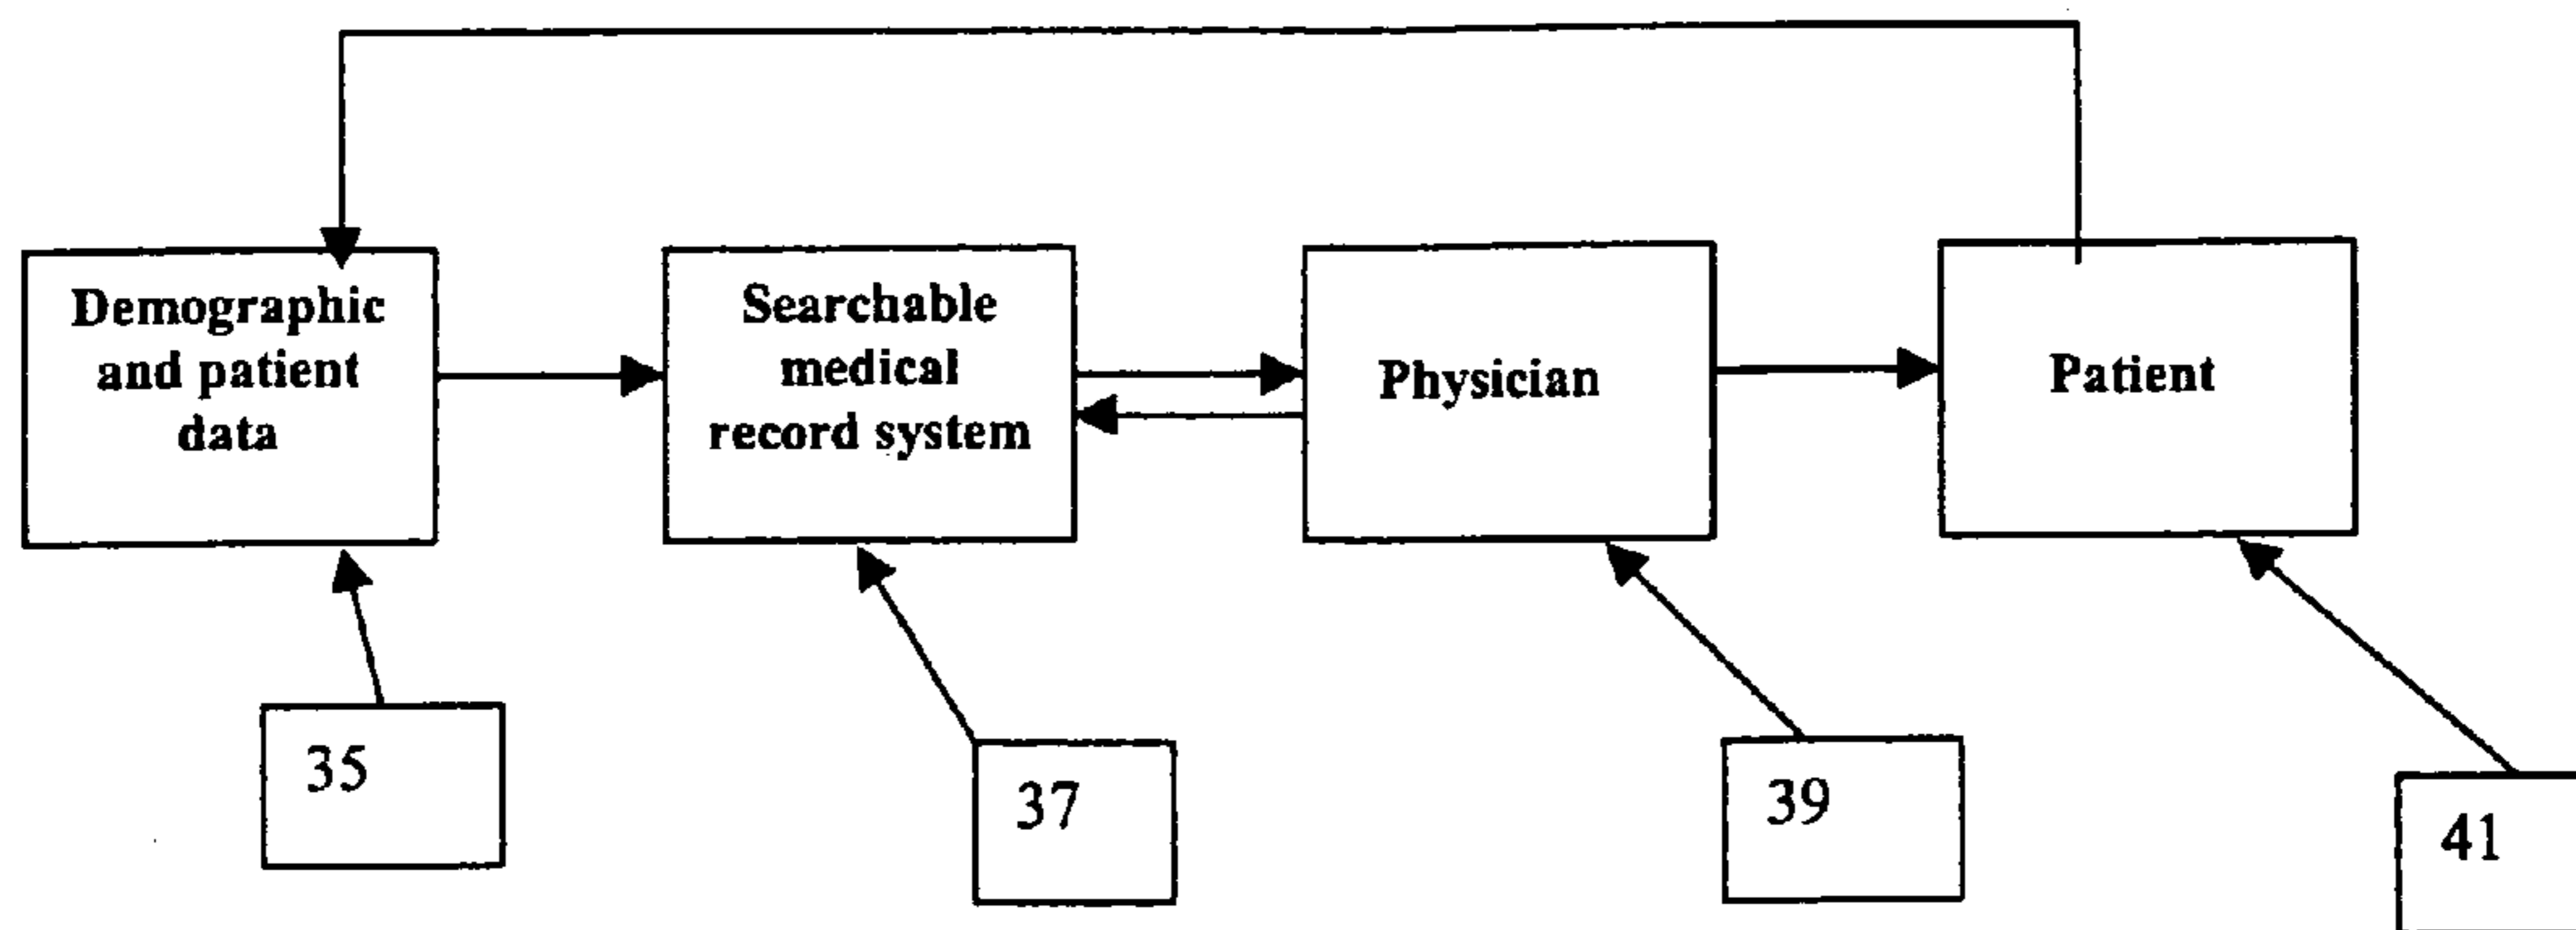 Demographic
and patient
data
Searchable
medical
record system
Physician
Patient
35
37
39
41